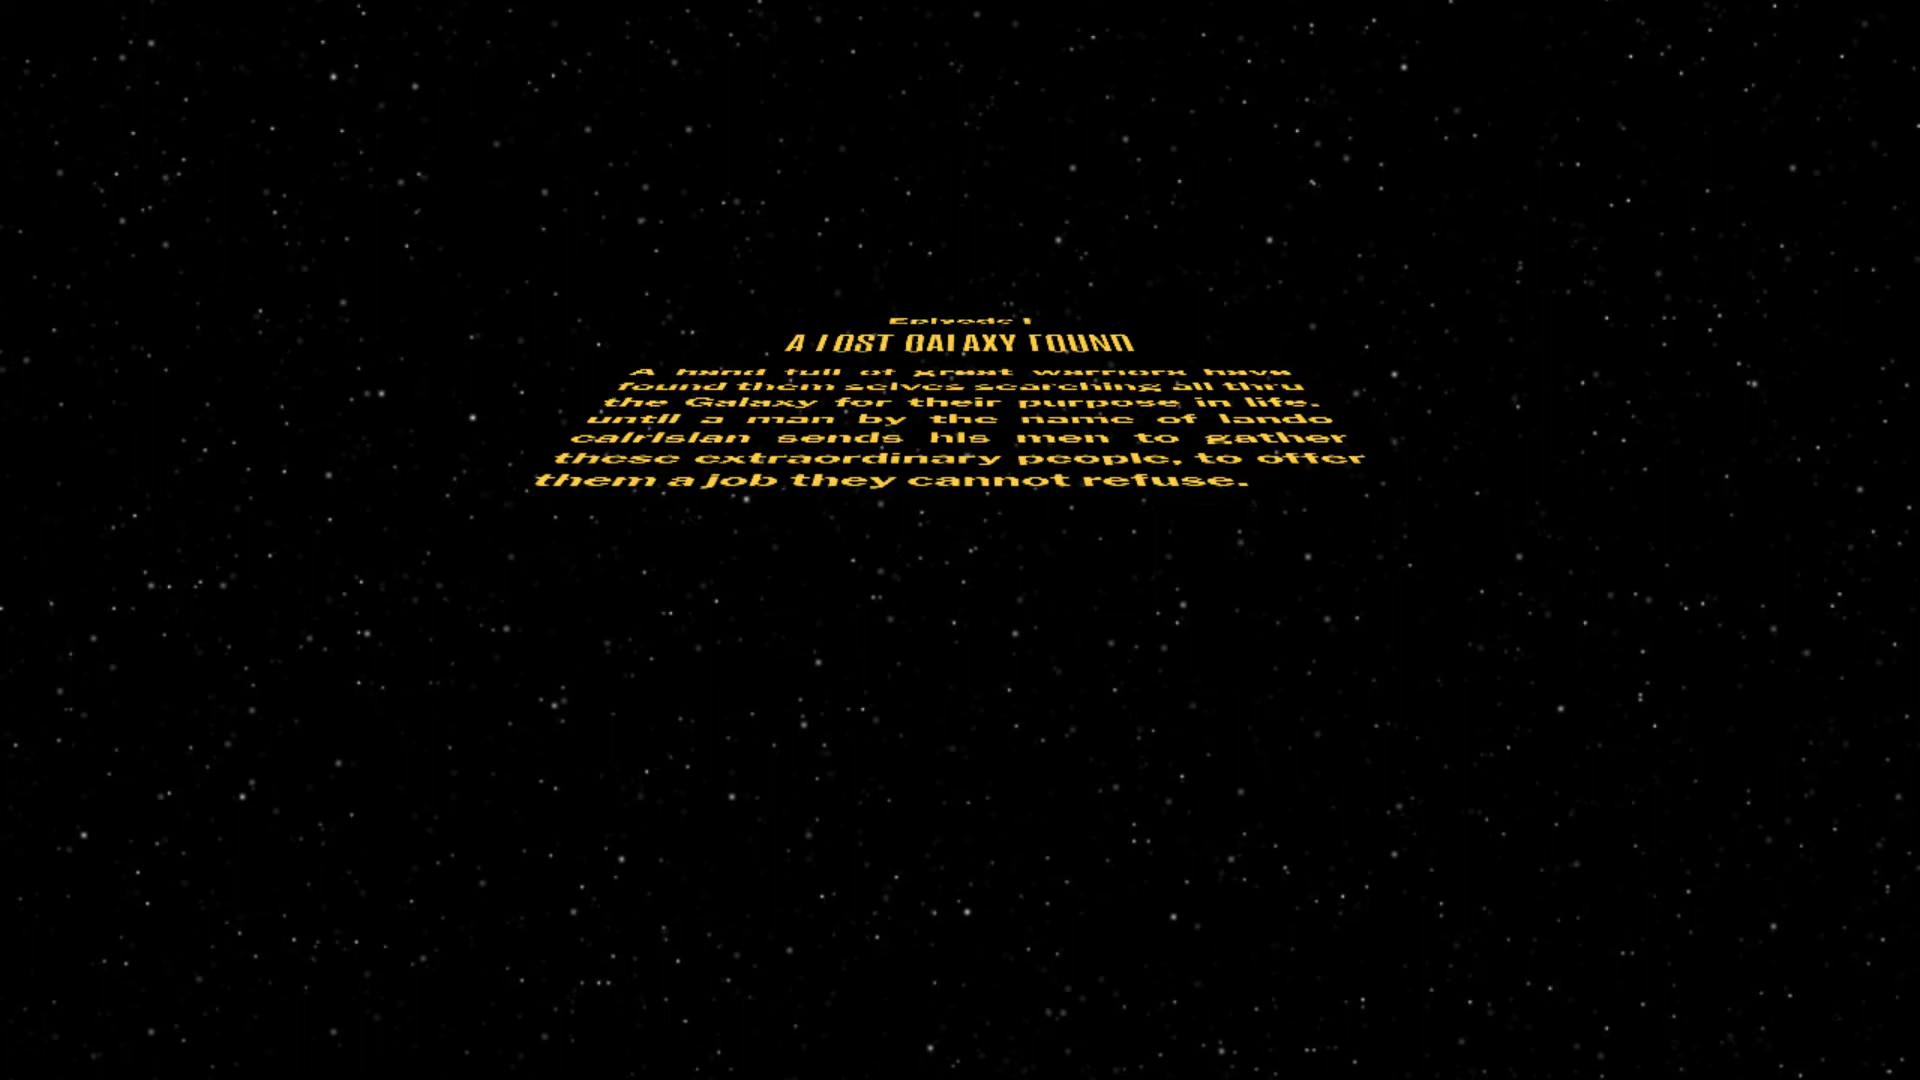 Episode I
A LOST GALAXY FOUND
A hand full of great warriors have
found them selves searching all thru
the Galaxy for their purpose in life.
until a man by the name of lando
calrisian sends his men to gather
these extraordinary people, to offer
them a job they cannot refuse.